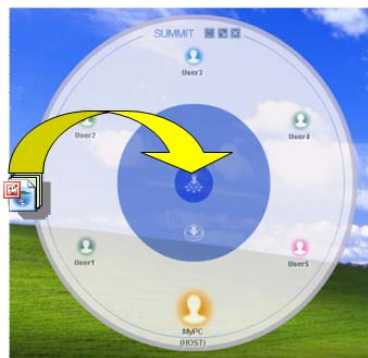 SUMMIT
User3
User2
User4
User1
User5
MyPC
(HOST)